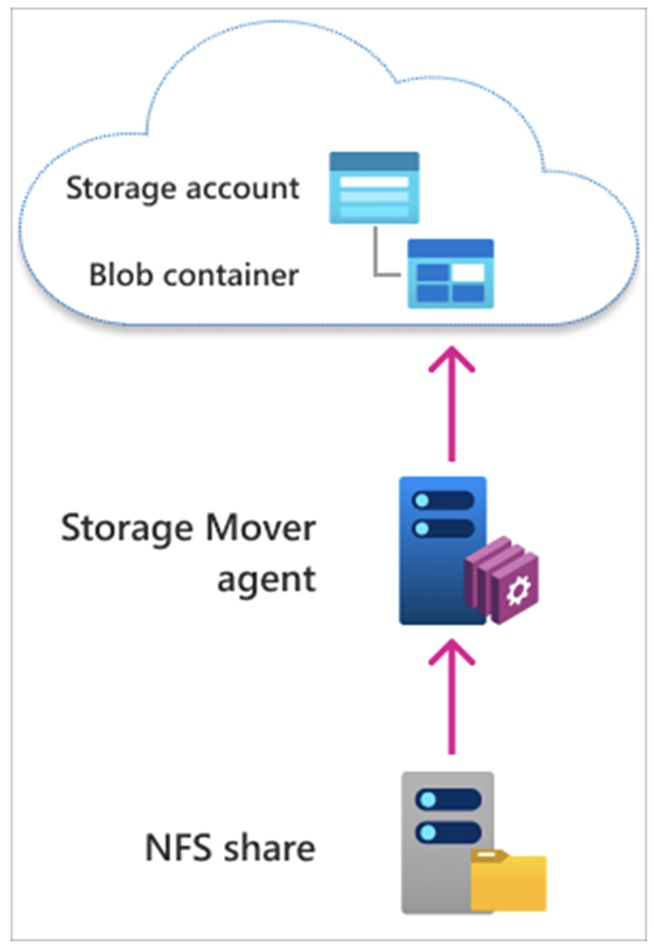 Storage account
Blob container
Storage Mover
agent
NFS share